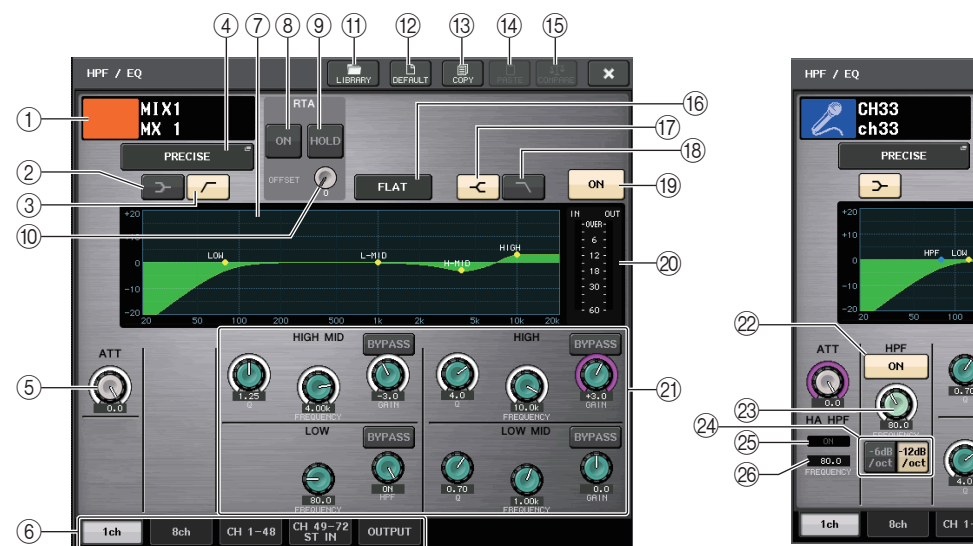 ④ ⑦ ⑧ ⑨ ⑪ ⑫ ⑬ ⑭ ⑮
HPF / EQ
LIBRARY DEFAULT COPY PASTE COMPARE ×
①
MIX1
MX 1
RTA
ON HOLD
⑯
⑰
⑱
PRECISE
②
③
OFFSET
0
FLAT
ON
⑲
⑩
+20
+10
0
-10
-20
LOW L-MID H-MID HIGH
20 50 100 200 500 1k 2k 5k 10k 20k
IN OUT
-OVER-
6
12
18
30
60
⑳
ATT
⑤
0.0
HIGH MID
BYPASS
1.25
Q
4.00k
FREQUENCY
-3.0
GAIN
HIGH
BYPASS
4.0
Q
10.0k
FREQUENCY
+3.0
GAIN
㉑
LOW
BYPASS
80.0
FREQUENCY
ON
HPF
LOW MID
BYPASS
0.70
Q
1.00k
FREQUENCY
0.0
GAIN
⑥
1ch 8ch CH 1-48 CH 49-72
ST IN OUTPUT
HPF / EQ
CH33
ch33
PRECISE
+20
+10
0
-10
-20
HPF LOW
20 50 100
㉒
ATT
0.0
HPF
ON
㉓
80.0
FREQUENCY
0.70
㉔
HA HPF
㉕
ON
-6dB
/oct
-12dB
/oct
㉖
80.0
FREQUENCY
4.0
1ch 8ch CH 1-